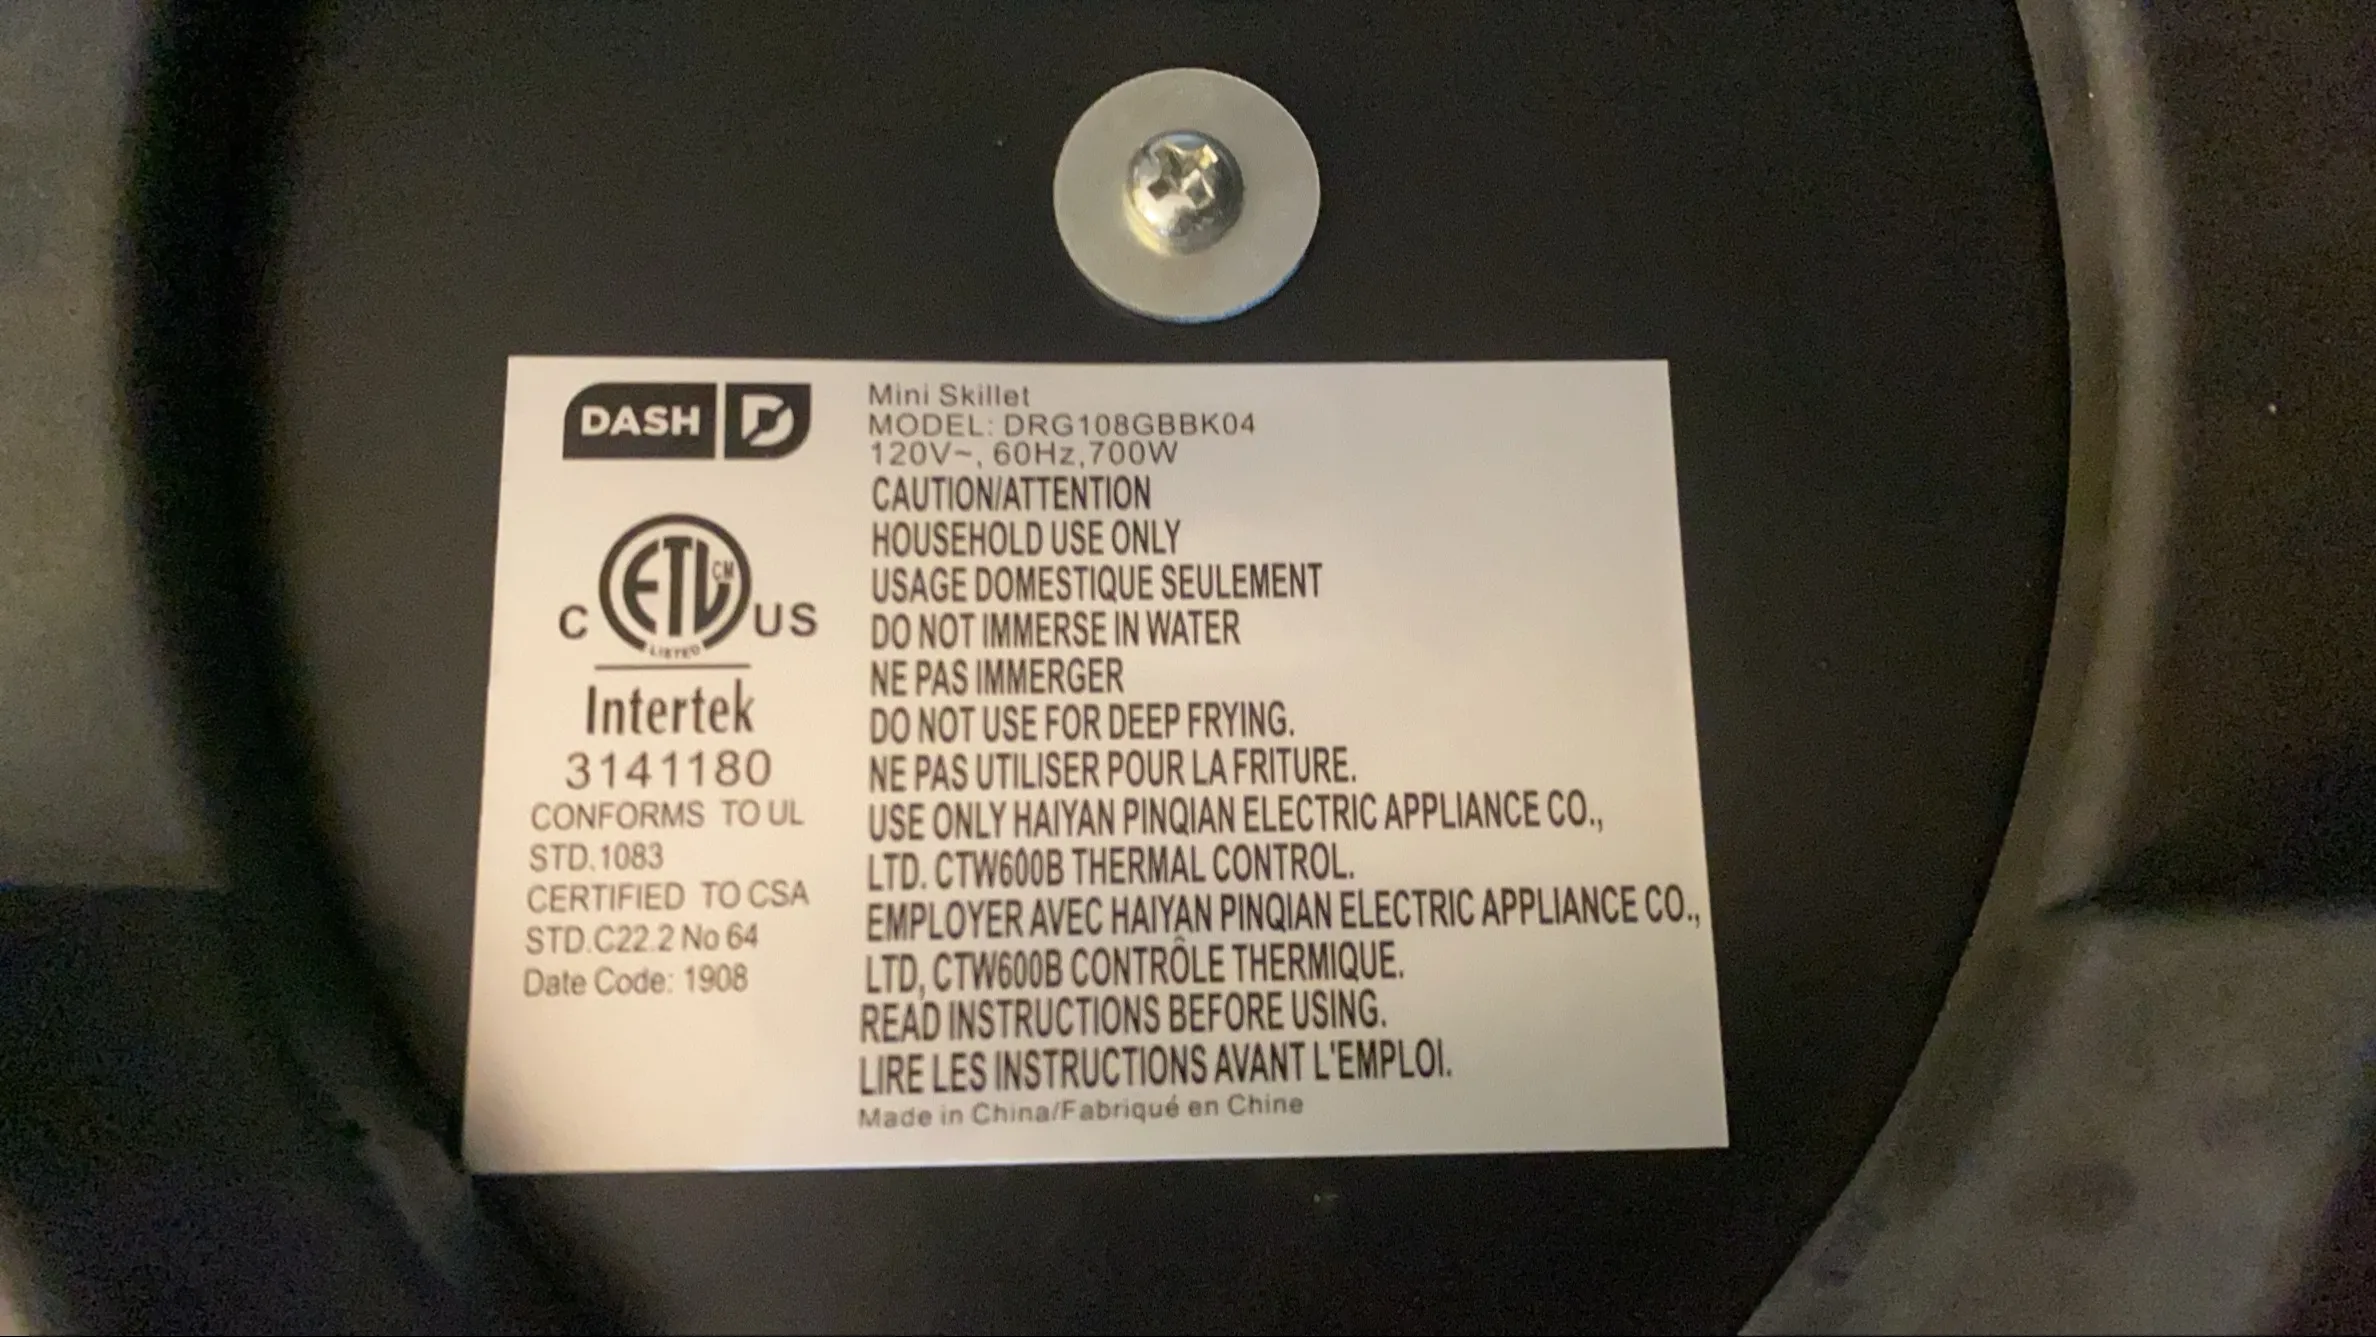 DASH D
C ETL CM US
LISTED
Intertek
3141180
CONFORMS TO UL
STD.1083
CERTIFIED TO CSA
STD.C22.2 No 64
Date Code: 1908
Mini Skillet
MODEL: DRG108GBBK04
120V~, 60Hz,700W
CAUTION/ATTENTION
HOUSEHOLD USE ONLY
USAGE DOMESTIQUE SEULEMENT
DO NOT IMMERSE IN WATER
NE PAS IMMERGER
DO NOT USE FOR DEEP FRYING.
NE PAS UTILISER POUR LA FRITURE.
USE ONLY HAIYAN PINQIAN ELECTRIC APPLIANCE CO.,
LTD. CTW600B THERMAL CONTROL.
EMPLOYER AVEC HAIYAN PINQIAN ELECTRIC APPLIANCE CO.,
LTD, CTW600B CONTRÔLE THERMIQUE.
READ INSTRUCTIONS BEFORE USING.
LIRE LES INSTRUCTIONS AVANT L'EMPLOI.
Made in China/Fabriqué en Chine